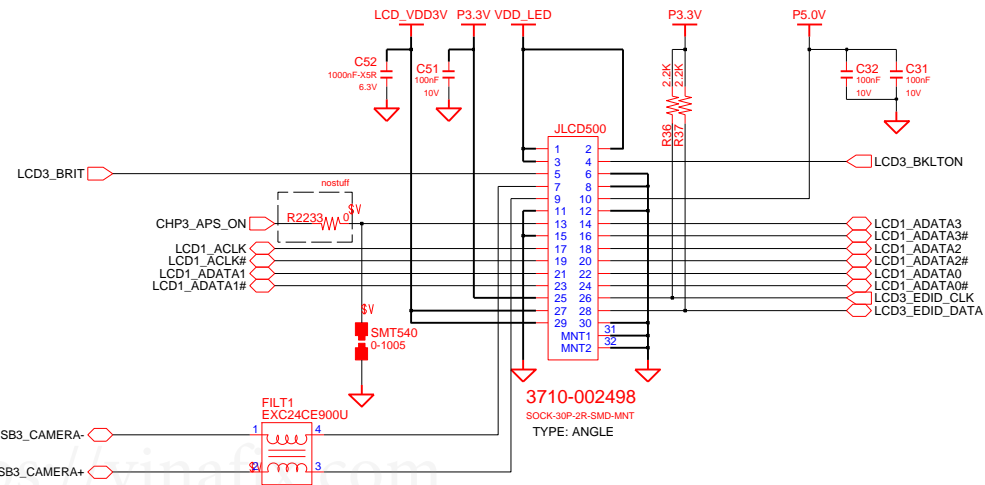 LCD_VDD3V P3.3V VDD_LED P3.3V P5.0V
C52
1000nF-X5R
6.3V
C51
100nF
10V
2.2K
2.2K
R36
R37
C32
100nF
10V
C31
100nF
10V
JLCD500
1 2
3 4
5 6
7 8
9 10
11 12
13 14
15 16
17 18
19 20
21 22
23 24
25 26
27 28
29 30
MNT1 31
MNT2 32
LCD3_BRIT
LCD3_BKLTON
nostuff
CHP3_APS_ON
R2233 0
$V
LCD1_ACLK
LCD1_ACLK#
LCD1_ADATA1
LCD1_ADATA1#
LCD1_ADATA3
LCD1_ADATA3#
LCD1_ADATA2
LCD1_ADATA2#
LCD1_ADATA0
LCD1_ADATA0#
LCD3_EDID_CLK
LCD3_EDID_DATA
$V
SMT540
0-1005
3710-002498
SOCK-30P-2R-SMD-MNT
TYPE: ANGLE
FILT1
EXC24CE900U
SB3_CAMERA- 1 4
SB3_CAMERA+ 2 3
$V
://vinafix.com